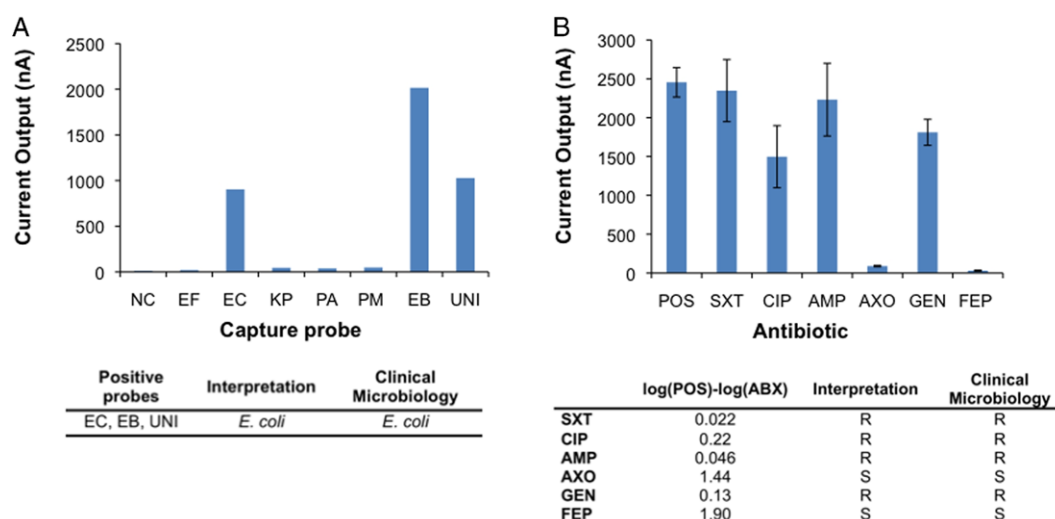 A
Current Output (nA)
2500
2000
1500
1000
500
0
NC EF EC KP PA PM EB UNI
Capture probe
Positive probes Interpretation Clinical Microbiology
EC, EB, UNI E. coli E. coli
B
Current Output (nA)
3000
2500
2000
1500
1000
500
0
POS SXT CIP AMP AXO GEN FEP
Antibiotic
log(POS)-log(ABX) Interpretation Clinical Microbiology
SXT 0.022 R R
CIP 0.22 R R
AMP 0.046 R R
AXO 1.44 S S
GEN 0.13 R R
FEP 1.90 S S